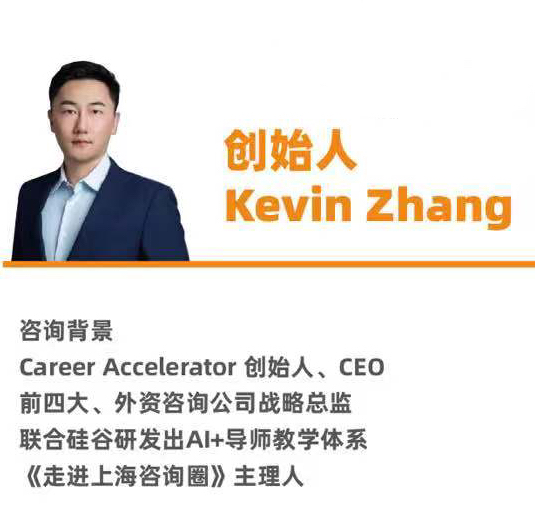 创始人
Kevin Zhang
咨询背景
Career Accelerator 创始人、CEO
前四大、外资咨询公司战略总监
联合硅谷研发出AI+导师教学体系
《走进上海咨询圈》主理人